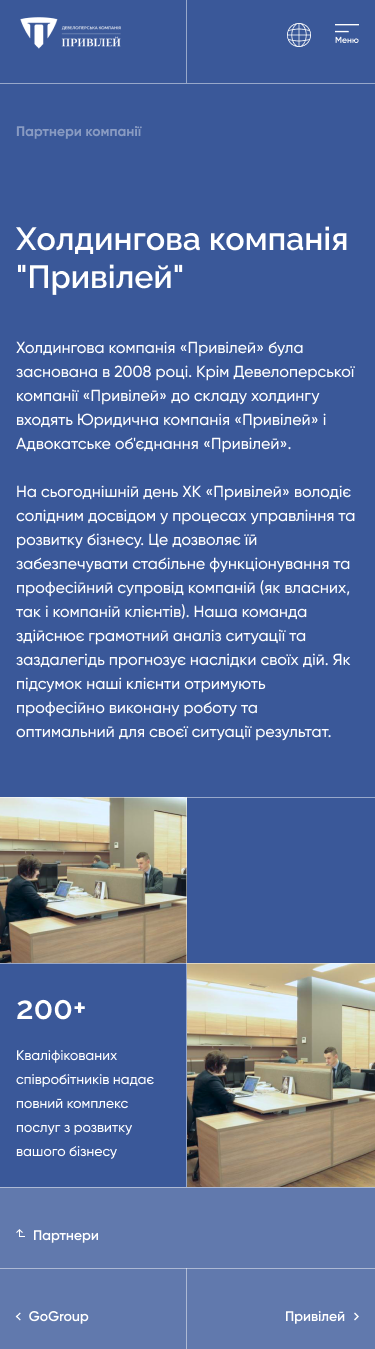 ДЕВЕЛОПЕРСЬКА КОМПАНІЯ
ПРИВІЛЕЙ
Меню
Партнери компанії
Холдингова компанія
"Привілей"
Холдингова компанія «Привілей» була
заснована в 2008 році. Крім Девелоперської
компанії «Привілей» до складу холдингу
входять Юридична компанія «Привілей» і
Адвокатське об'єднання «Привілей».
На сьогоднішній день ХК «Привілей» володіє
солідним досвідом у процесах управління та
розвитку бізнесу. Це дозволяє їй
забезпечувати стабільне функціонування та
професійний супровід компаній (як власних,
так і компаній клієнтів). Наша команда
здійснює грамотний аналіз ситуації та
заздалегідь прогнозує наслідки своїх дій. Як
підсумок наші клієнти отримують
професійно виконану роботу та
оптимальний для своєї ситуації результат.
200+
Кваліфікованих
співробітників надає
повний комплекс
послуг з розвитку
вашого бізнесу
Партнери
GoGroup
Привілей